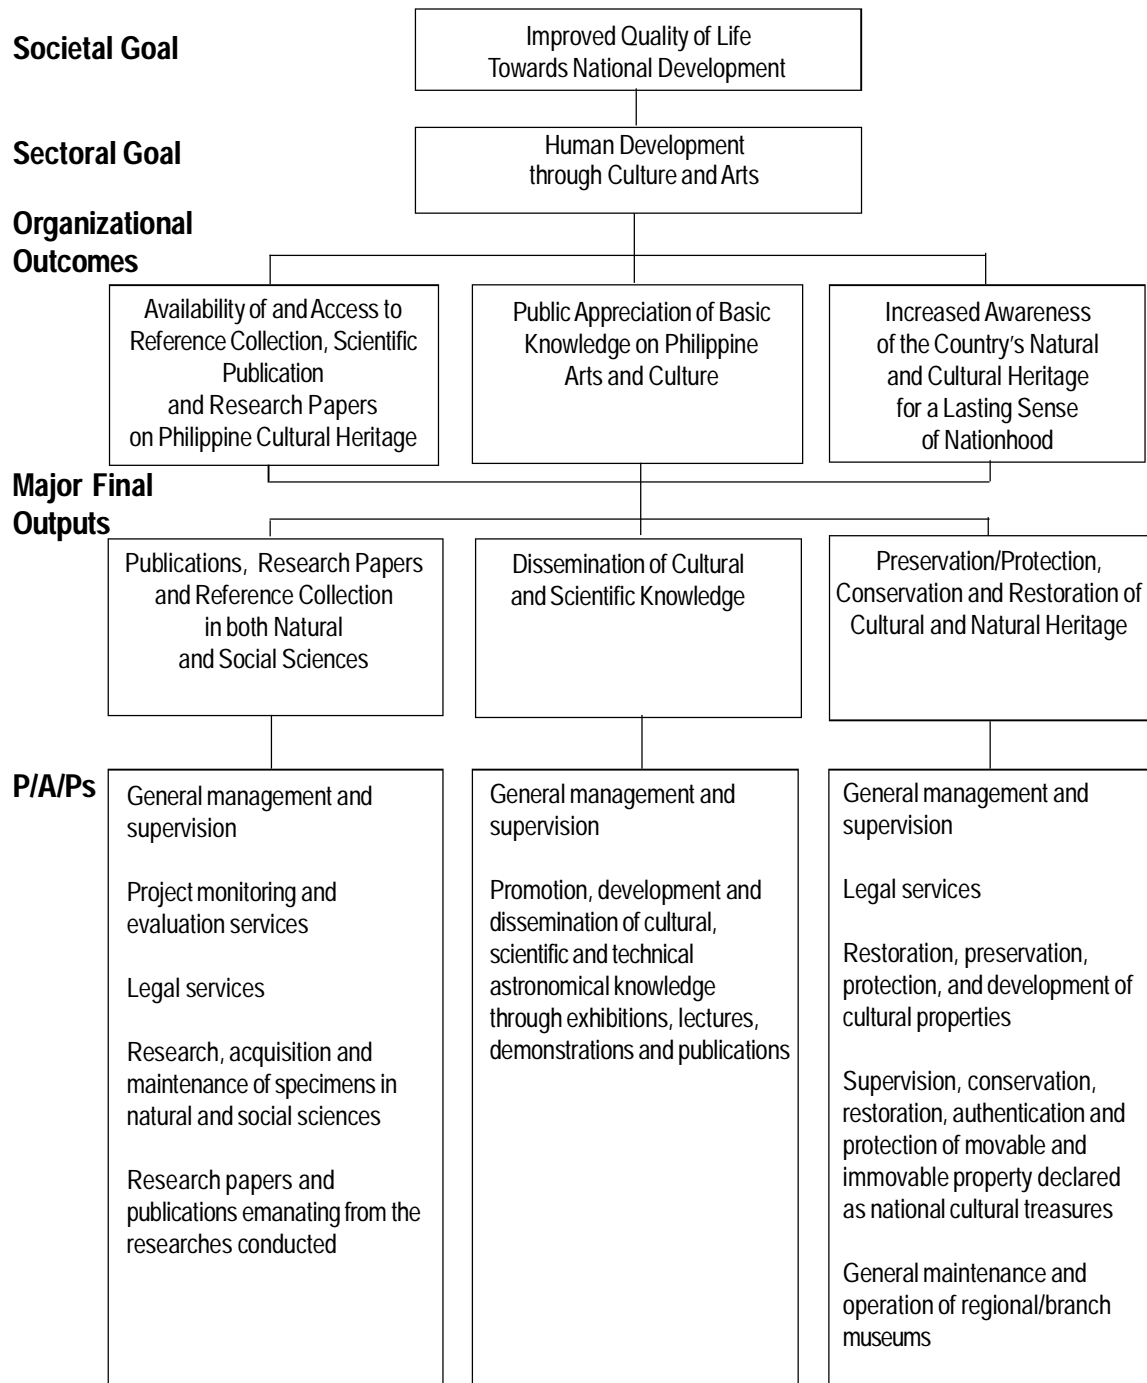 Societal Goal
Improved Quality of Life
Towards National Development
Sectoral Goal
Human Development
through Culture and Arts
Organizational
Outcomes
Availability of and Access to
Reference Collection, Scientific
Publication
and Research Papers
on Philippine Cultural Heritage
Public Appreciation of Basic
Knowledge on Philippine
Arts and Culture
Increased Awareness
of the Country's Natural
and Cultural Heritage
for a Lasting Sense
of Nationhood
Major Final
Outputs
Publications, Research Papers
and Reference Collection
in both Natural
and Social Sciences
Dissemination of Cultural
and Scientific Knowledge
Preservation/Protection,
Conservation and Restoration of
Cultural and Natural Heritage
P/A/Ps
General management and
supervision
Project monitoring and
evaluation services
Legal services
Research, acquisition and
maintenance of specimens in
natural and social sciences
Research papers and
publications emanating from the
researches conducted
General management and
supervision
Promotion, development and
dissemination of cultural,
scientific and technical
astronomical knowledge
through exhibitions, lectures,
demonstrations and publications
General management and
supervision
Legal services
Restoration, preservation,
protection, and development of
cultural properties
Supervision, conservation,
restoration, authentication and
protection of movable and
immovable property declared
as national cultural treasures
General maintenance and
operation of regional/branch
museums